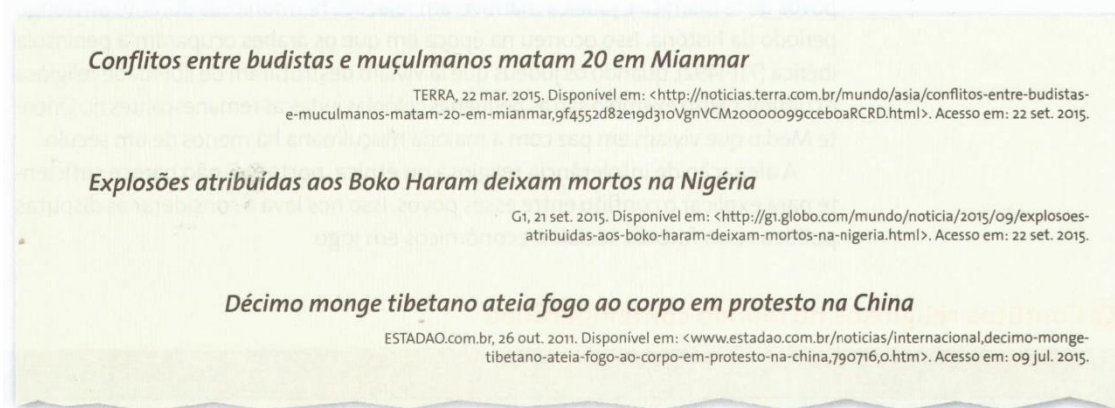 Conflitos entre budistas e muçulmanos matam 20 em Mianmar
TERRA, 22 mar. 2015. Disponível em: <http://noticias.terra.com.br/mundo/asia/conflitos-entre-budistas-
e-muculmanos-matam-20-em-mianmar,9f4552d82e19d310VgnVCM20000099cceb0aRCRD.html>. Acesso em: 22 set. 2015.
Explosões atribuídas aos Boko Haram deixam mortos na Nigéria
G1, 21 set. 2015. Disponível em: <http://g1.globo.com/mundo/noticia/2015/09/explosoes-
atribuidas-aos-boko-haram-deixam-mortos-na-nigeria.html>. Acesso em: 22 set. 2015.
Décimo monge tibetano ateia fogo ao corpo em protesto na China
ESTADAO.com.br, 26 out. 2011. Disponível em: <www.estadao.com.br/noticias/internacional,decimo-monge-
tibetano-ateia-fogo-ao-corpo-em-protesto-na-china,790716,0.htm>. Acesso em: 09 jul. 2015.